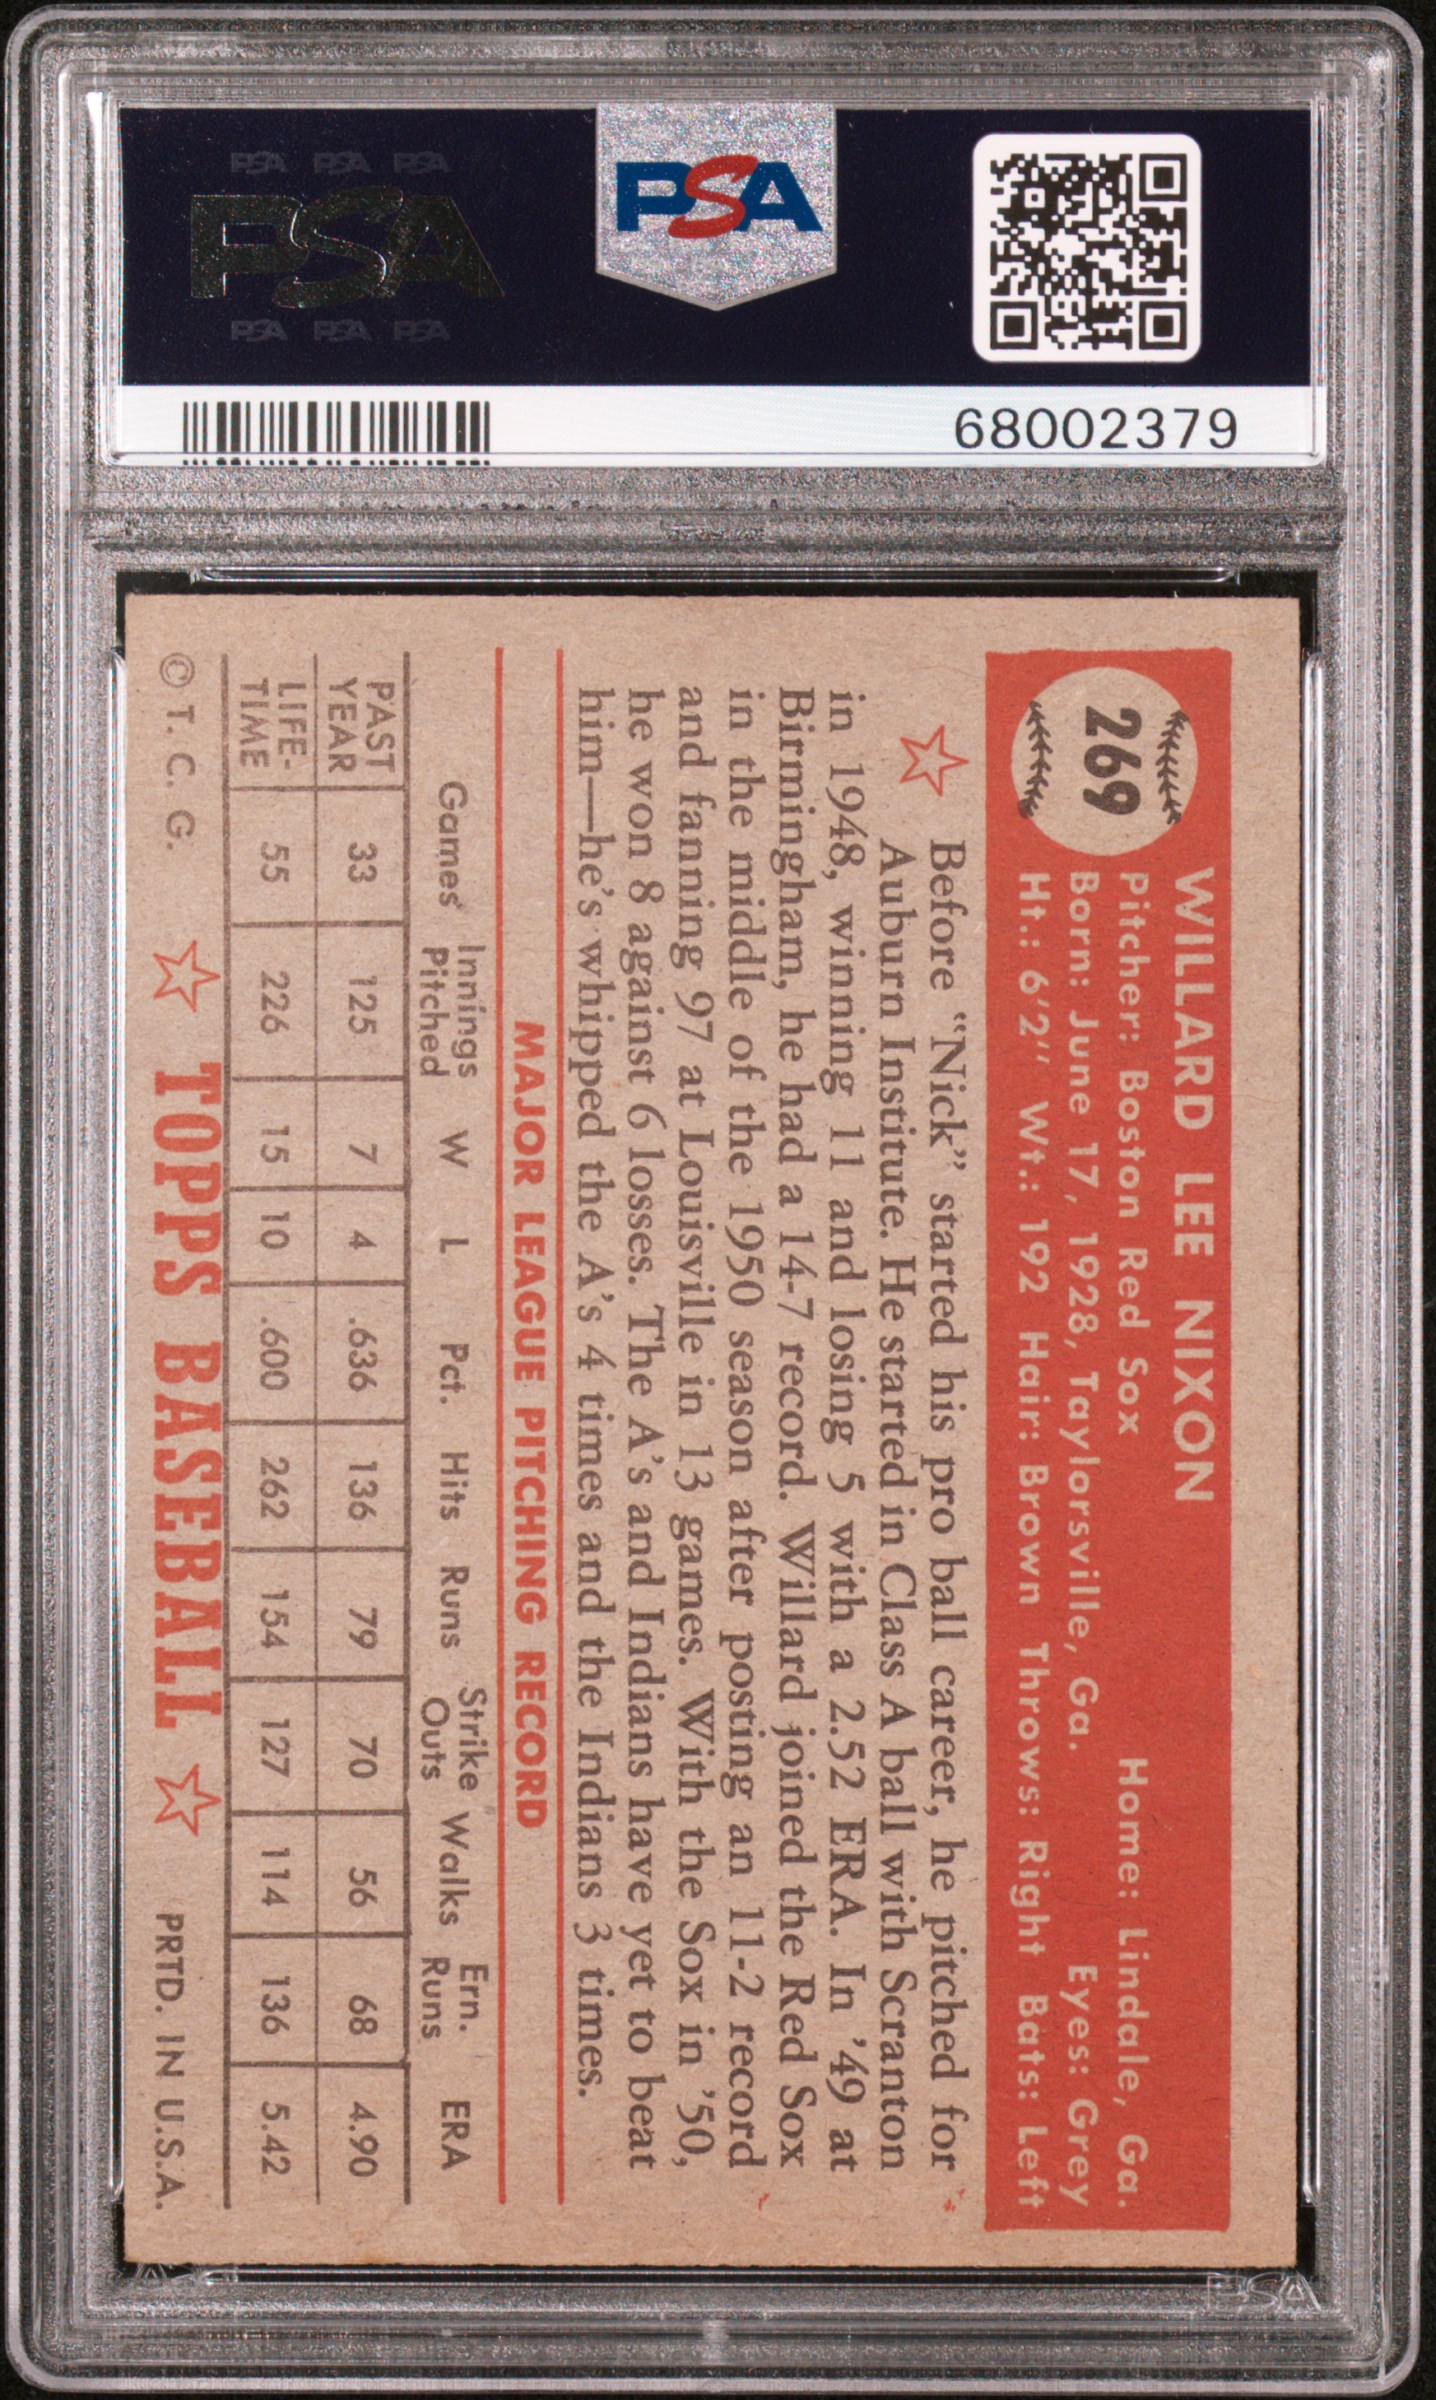 PSA PSA PSA
PSA
PSA PSA PSA
PSA
68002379
269
WILLARD LEE NIXON
Pitcher: Boston Red Sox Home: Lindale, Ga.
Born: June 17, 1928, Taylorsville, Ga. Eyes: Grey
Ht.: 6'2" Wt.: 192 Hair: Brown Throws: Right Bats: Left
Before "Nick" started his pro ball career, he pitched for
Auburn Institute. He started in Class A ball with Scranton
in 1948, winning 11 and losing 5 with a 2.52 ERA. In '49 at
Birmingham, he had a 14-7 record. Willard joined the Red Sox
in the middle of the 1950 season after posting an 11-2 record
and fanning 97 at Louisville in 13 games. With the Sox in '50,
he won 8 against 6 losses. The A's and Indians have yet to beat
him—he's whipped the A's 4 times and the Indians 3 times.
MAJOR LEAGUE PITCHING RECORD
Games Innings Pitched W L Pct. Hits Runs Strike Outs Walks Ern. Runs ERA
PAST YEAR 33 125 7 4 .636 136 79 70 56 68 4.90
LIFE-TIME 55 226 15 10 .600 262 154 127 114 136 5.42
© T. C. G. TOPPS BASEBALL PRTD. IN U.S.A.
PSA